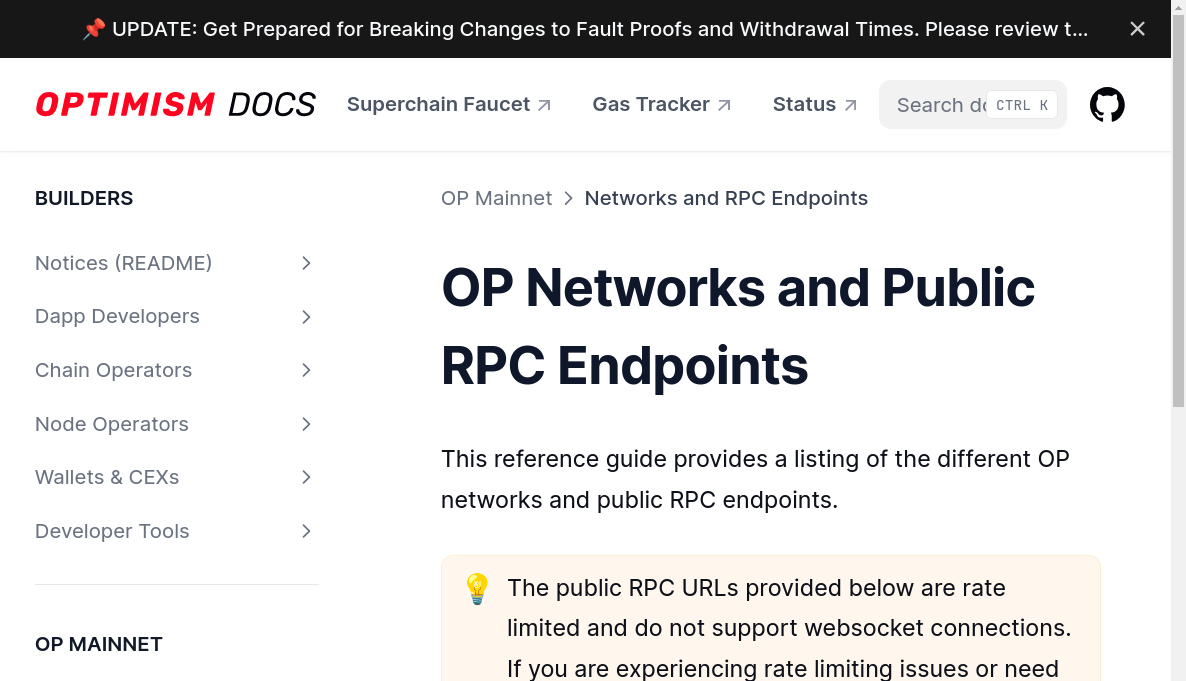 📌 UPDATE: Get Prepared for Breaking Changes to Fault Proofs and Withdrawal Times. Please review t...
OPTIMISM DOCS
Superchain Faucet
Gas Tracker
Status
Search do
CTRL K
BUILDERS
Notices (README)
Dapp Developers
Chain Operators
Node Operators
Wallets & CEXs
Developer Tools
OP MAINNET
OP Mainnet > Networks and RPC Endpoints
OP Networks and Public
RPC Endpoints
This reference guide provides a listing of the different OP
networks and public RPC endpoints.
💡 The public RPC URLs provided below are rate
limited and do not support websocket connections.
If you are experiencing rate limiting issues or need